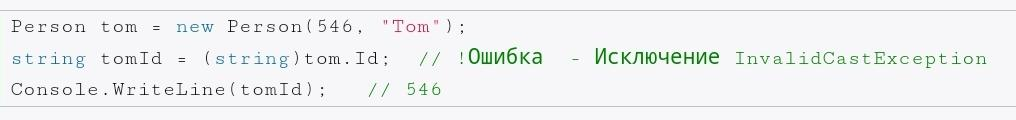 Person tom = new Person(546, "Tom");
string tomId = (string)tom.Id;  // !Ошибка  - Исключение InvalidCastException
Console.WriteLine(tomId);   // 546